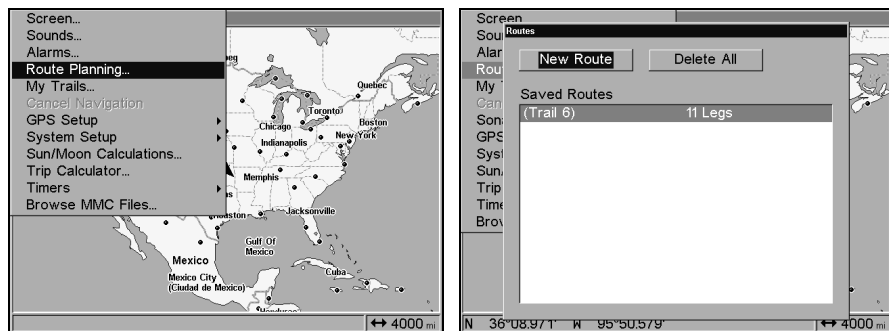 Screen...
Sounds...
Alarms...
Route Planning...
My Trails...
Cancel Navigation
GPS Setup
System Setup
Sun/Moon Calculations...
Trip Calculator...
Timers
Browse MMC Files...
Quebec
Toronto
Chicago
Boston
New York
Indianapolis
Memphis
Jacksonville
Gulf Of
Mexico
Mexico
Mexico City
(Ciudad de Mexico)
Cuba
Honduras
4000 mi
Screen
Routes
New Route
Delete All
Saved Routes
(Trail 6) 11 Legs
N 36°08.971' W 95°50.579' 4000 mi